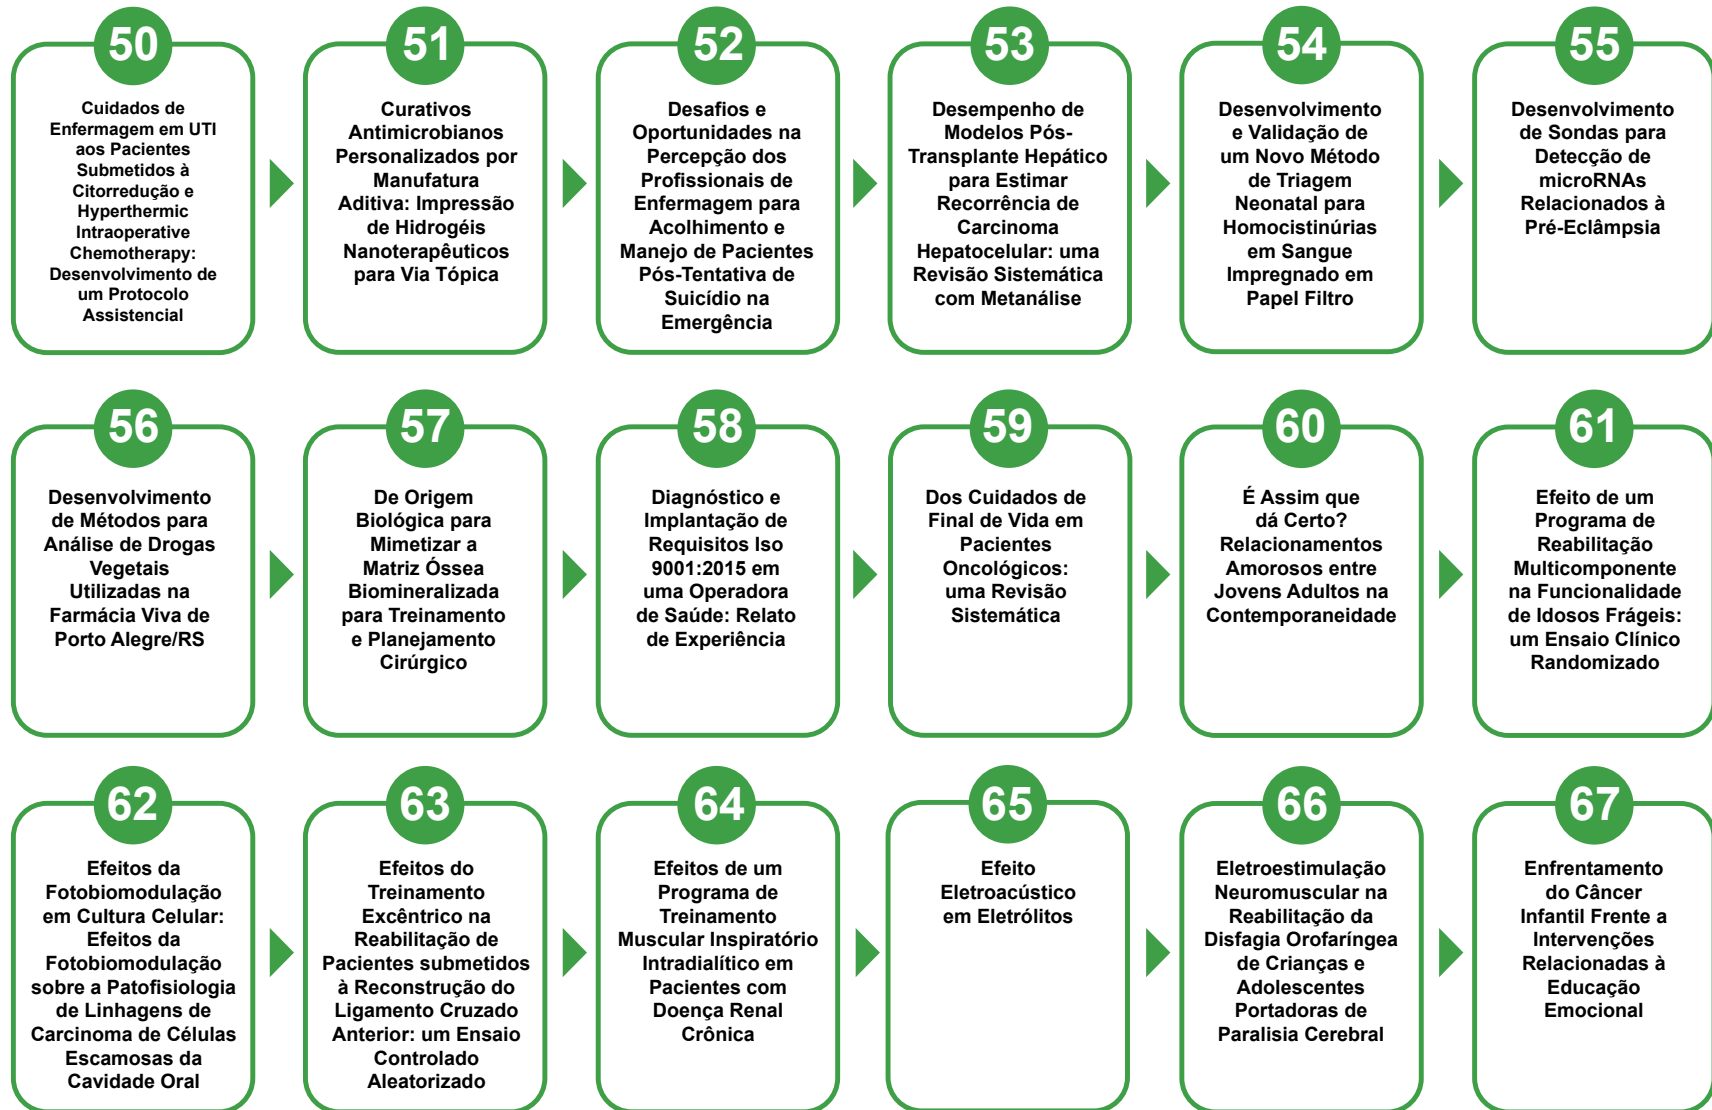 50
Cuidados de
Enfermagem em UTI
aos Pacientes
Submetidos à
Citorredução e
Hyperthermic
Intraoperative
Chemotherapy:
Desenvolvimento de
um Protocolo
Assistencial
51
Curativos
Antimicrobianos
Personalizados por
Manufatura
Aditiva: Impressão
de Hidrogéis
Nanoterapêuticos
para Via Tópica
52
Desafios e
Oportunidades na
Percepção dos
Profissionais de
Enfermagem para
Acolhimento e
Manejo de Pacientes
Pós-Tentativa de
Suicídio na
Emergência
53
Desempenho de
Modelos Pós-
Transplante Hepático
para Estimar
Recorrência de
Carcinoma
Hepatocelular: uma
Revisão Sistemática
com Metanálise
54
Desenvolvimento
e Validação de
um Novo Método
de Triagem
Neonatal para
Homocistinúrias
em Sangue
Impregnado em
Papel Filtro
55
Desenvolvimento
de Sondas para
Detecção de
microRNAs
Relacionados à
Pré-Eclâmpsia
56
Desenvolvimento
de Métodos para
Análise de Drogas
Vegetais
Utilizadas na
Farmácia Viva de
Porto Alegre/RS
57
De Origem
Biológica para
Mimetizar a
Matriz Óssea
Biomineralizada
para Treinamento
e Planejamento
Cirúrgico
58
Diagnóstico e
Implantação de
Requisitos Iso
9001:2015 em
uma Operadora
de Saúde: Relato
de Experiência
59
Dos Cuidados de
Final de Vida em
Pacientes
Oncológicos:
uma Revisão
Sistemática
60
É Assim que
dá Certo?
Relacionamentos
Amorosos entre
Jovens Adultos na
Contemporaneidade
61
Efeito de um
Programa de
Reabilitação
Multicomponente
na Funcionalidade
de Idosos Frágeis:
um Ensaio Clínico
Randomizado
62
Efeitos da
Fotobiomodulação
em Cultura Celular:
Efeitos da
Fotobiomodulação
sobre a Patofisiologia
de Linhagens de
Carcinoma de Células
Escamosas da
Cavidade Oral
63
Efeitos do
Treinamento
Excêntrico na
Reabilitação de
Pacientes submetidos
à Reconstrução do
Ligamento Cruzado
Anterior: um Ensaio
Controlado
Aleatorizado
64
Efeitos de um
Programa de
Treinamento
Muscular Inspiratório
Intradialítico em
Pacientes com
Doença Renal
Crônica
65
Efeito
Eletroacústico
em Eletrólitos
66
Eletroestimulação
Neuromuscular na
Reabilitação da
Disfagia Orofaríngea
de Crianças e
Adolescentes
Portadoras de
Paralisia Cerebral
67
Enfrentamento
do Câncer
Infantil Frente a
Intervenções
Relacionadas à
Educação
Emocional